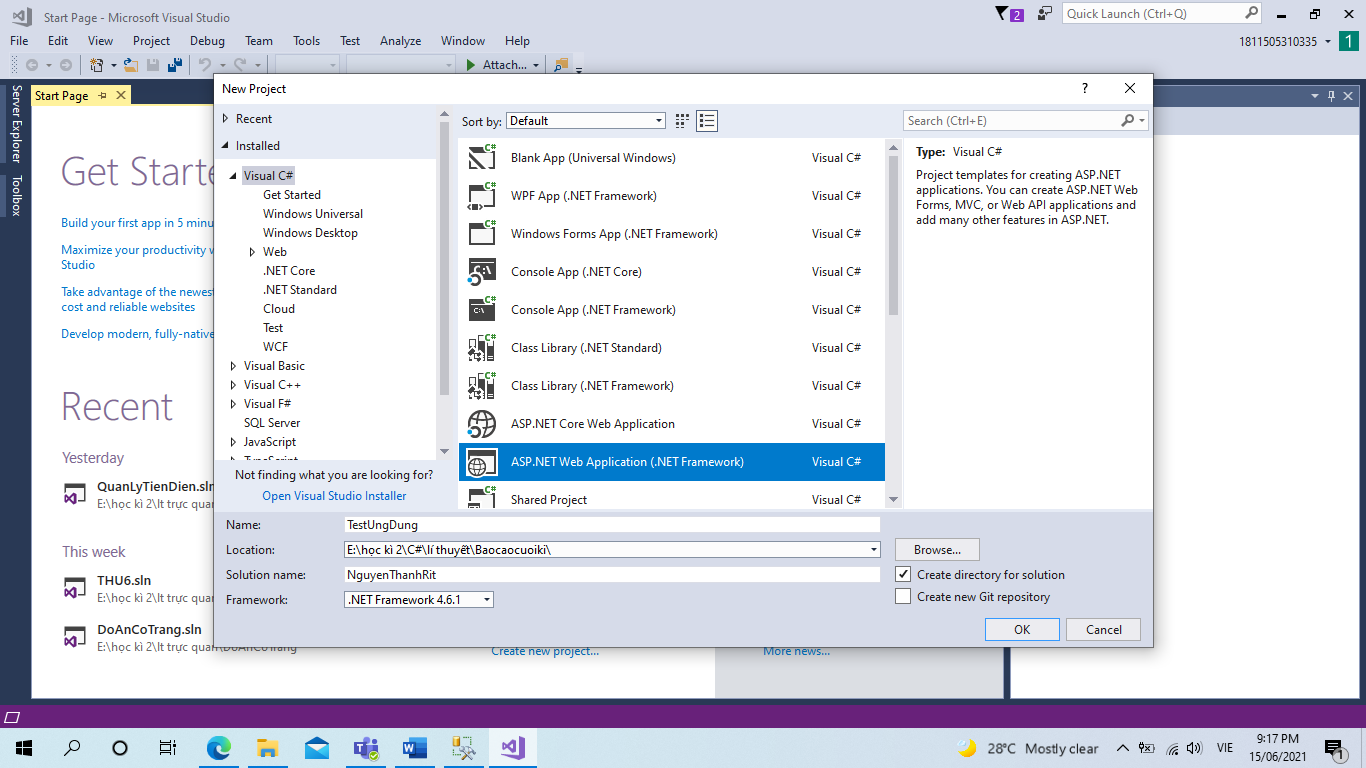 Start Page - Microsoft Visual Studio
2
Quick Launch (Ctrl+Q)
File Edit View Project Debug Team Tools Test Analyze Window Help
1811505310335
1
Attach...
Server Explorer
Toolbox
Start Page
Get Starte
Build your first app in 5 minu
Maximize your productivity w
Studio
Take advantage of the newest
cost and reliable websites
Develop modern, fully-native
Recent
Yesterday
QuanLyTienDien.sln
E:\học kì 2\lt trực quan
This week
THU6.sln
E:\học kì 2\lt trực quan
DoAnCoTrang.sln
E:\học kì 2\lt trực quan\DoAnCoTrang
Create new project...
More news...
New Project
?
Recent
Installed
Visual C#
Get Started
Windows Universal
Windows Desktop
Web
.NET Core
.NET Standard
Cloud
Test
WCF
Visual Basic
Visual C++
Visual F#
SQL Server
JavaScript
TypeScript
Not finding what you are looking for?
Open Visual Studio Installer
Sort by: Default
Search (Ctrl+E)
Blank App (Universal Windows) Visual C#
WPF App (.NET Framework) Visual C#
Windows Forms App (.NET Framework) Visual C#
Console App (.NET Core) Visual C#
Console App (.NET Framework) Visual C#
Class Library (.NET Standard) Visual C#
Class Library (.NET Framework) Visual C#
ASP.NET Core Web Application Visual C#
ASP.NET Web Application (.NET Framework) Visual C#
Shared Project Visual C#
Type: Visual C#
Project templates for creating ASP.NET
applications. You can create ASP.NET Web
Forms, MVC, or Web API applications and
add many other features in ASP.NET.
Name: TestUngDung
Location: E:\học kì 2\C#\lí thuyết\Baocaocuoiki\
Browse...
Solution name: NguyenThanhRit
Create directory for solution
Framework: .NET Framework 4.6.1
Create new Git repository
OK Cancel
28°C Mostly clear
VIE
9:17 PM
15/06/2021
1